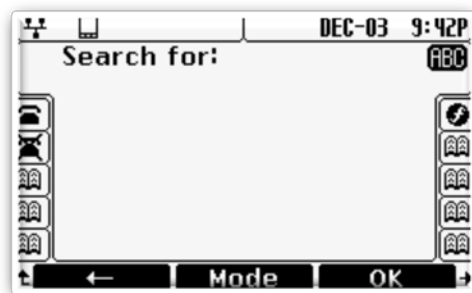 DEC-03 9:42P
Search for:
ABC
← Mode OK